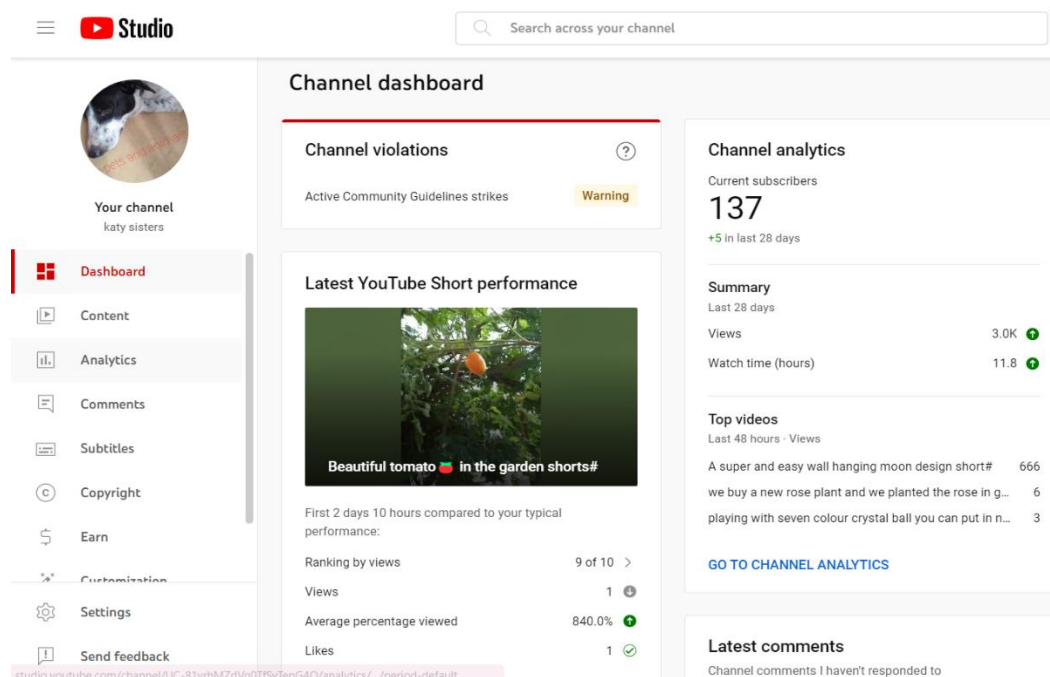 Studio
Search across your channel
pets and
Your channel
katy sisters
Dashboard
Content
Analytics
Comments
Subtitles
Copyright
Earn
Customization
Settings
Send feedback
Channel dashboard
Channel violations
Active Community Guidelines strikes
Warning
Latest YouTube Short performance
Beautiful tomato 🍅 in the garden shorts#
First 2 days 10 hours compared to your typical
performance:
Ranking by views 9 of 10
Views 1
Average percentage viewed 840.0%
Likes 1
Channel analytics
Current subscribers
137
+5 in last 28 days
Summary
Last 28 days
Views 3.0K
Watch time (hours) 11.8
Top videos
Last 48 hours · Views
A super and easy wall hanging moon design short# 666
we buy a new rose plant and we planted the rose in g... 6
playing with seven colour crystal ball you can put in n... 3
GO TO CHANNEL ANALYTICS
Latest comments
Channel comments I haven't responded to